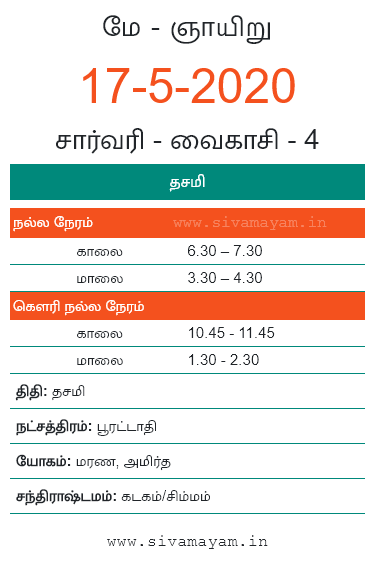 மே - ஞாயிறு
17-5-2020
சார்வரி - வைகாசி - 4
தசமி
நல்ல நேரம் www.sivamayam.in
காலை 6.30 – 7.30
மாலை 3.30 – 4.30
கௌரி நல்ல நேரம்
காலை 10.45 - 11.45
மாலை 1.30 - 2.30
திதி: தசமி
நட்சத்திரம்: பூரட்டாதி
யோகம்: மரண, அமிர்த
சந்திராஷ்டமம்: கடகம்/சிம்மம்
www.sivamayam.in